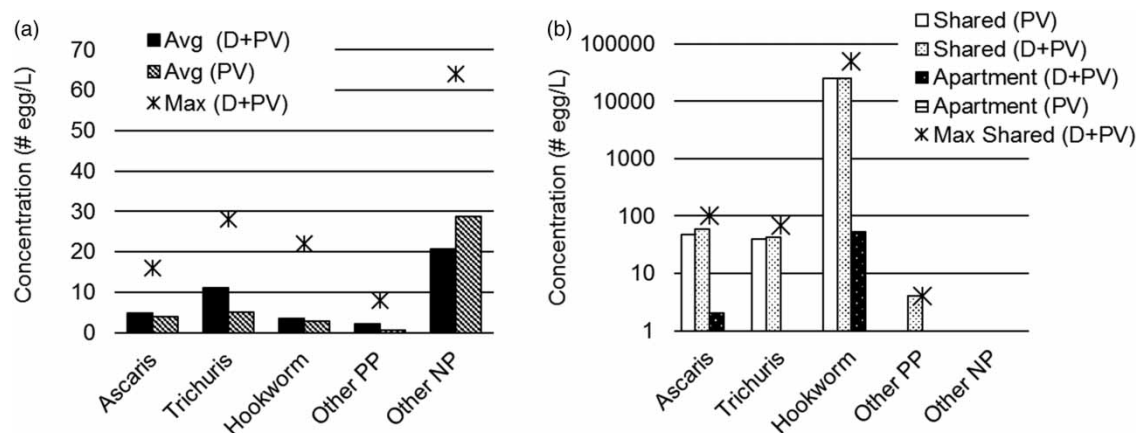 (a)
Avg (D+PV)
Avg (PV)
Max (D+PV)
Concentration (# egg/L)
70
60
50
40
30
20
10
0
Ascaris
Trichuris
Hookworm
Other PP
Other NP
(b)
Shared (PV)
Shared (D+PV)
Apartment (D+PV)
Apartment (PV)
Max Shared (D+PV)
Concentration (# egg/L)
100000
10000
1000
100
10
1
Ascaris
Trichuris
Hookworm
Other PP
Other NP